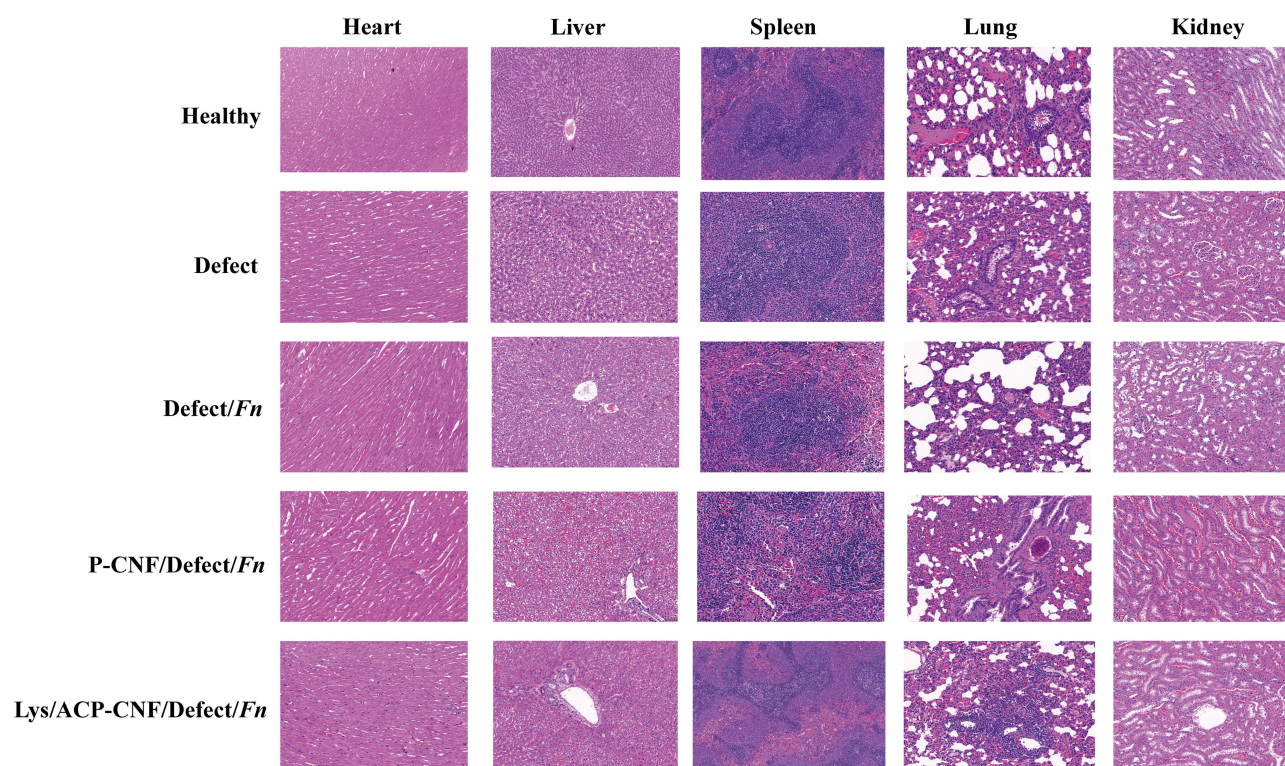 Heart Liver Spleen Lung Kidney
Healthy
Defect
Defect/Fn
P-CNF/Defect/Fn
Lys/ACP-CNF/Defect/Fn